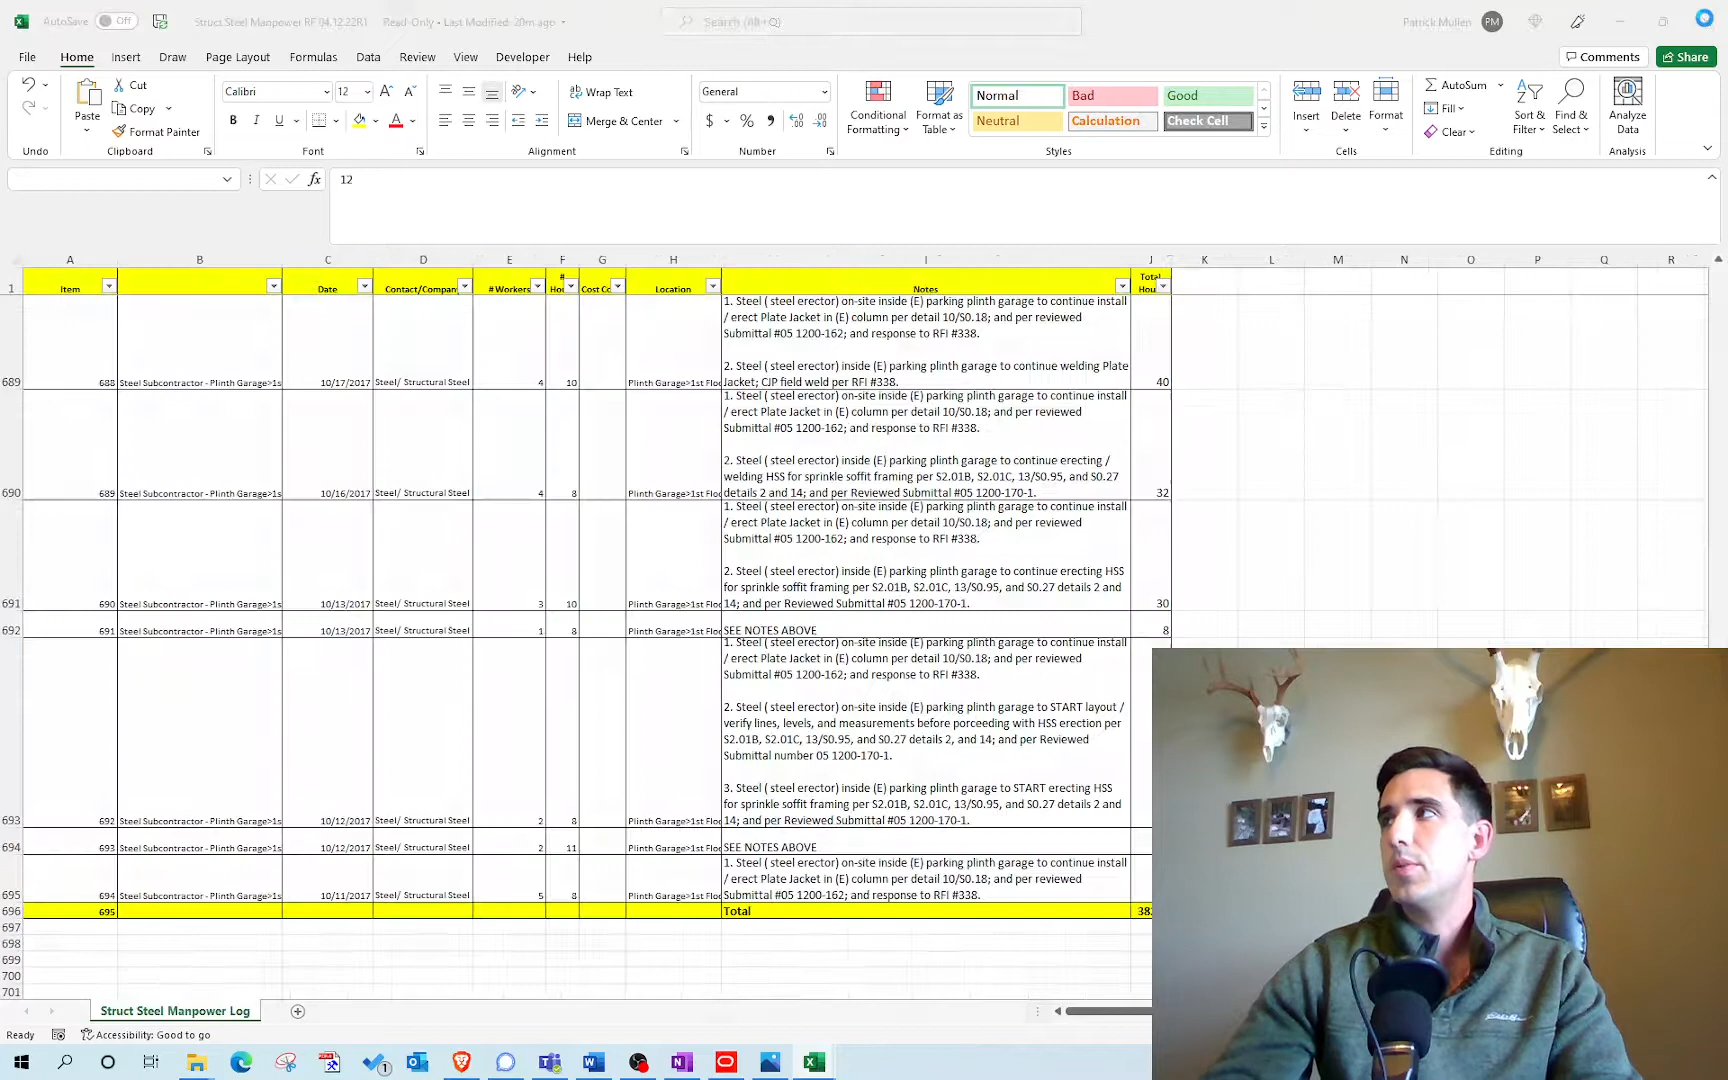 AutoSave Off Struct Steel Manpower RF 04.12.22R1 Read-Only • Last Modified: 20m ago Search (Alt+Q) Patrick Mullen PM
File Home Insert Draw Page Layout Formulas Data Review View Developer Help Comments Share
Cut Calibri 12 Wrap Text General Normal Bad Good AutoSum
Copy Fill
Paste Format Painter Merge & Center Conditional Formatting Format as Table Neutral Calculation Check Cell Insert Delete Format Clear Sort & Filter Find & Select Analyze Data
Undo Clipboard Font Alignment Number Styles Cells Editing Analysis
fx 12
A B C D E F G H I J K L M N O P Q R
1 Item Date Contact/Company # Workers # Hou Cost Co Location Notes Total Hou
1. Steel ( steel erector) on-site inside (E) parking plinth garage to continue install
/ erect Plate Jacket in (E) column per detail 10/S0.18; and per reviewed
Submittal #05 1200-162; and response to RFI #338.
2. Steel ( steel erector) inside (E) parking plinth garage to continue welding Plate
689 688 Steel Subcontractor - Plinth Garage>1s 10/17/2017 Steel/ Structural Steel 4 10 Plinth Garage>1st Floo Jacket; CJP field weld per RFI #338. 40
1. Steel ( steel erector) on-site inside (E) parking plinth garage to continue install
/ erect Plate Jacket in (E) column per detail 10/S0.18; and per reviewed
Submittal #05 1200-162; and response to RFI #338.
2. Steel ( steel erector) inside (E) parking plinth garage to continue erecting /
welding HSS for sprinkle soffit framing per S2.01B, S2.01C, 13/S0.95, and S0.27
690 689 Steel Subcontractor - Plinth Garage>1s 10/16/2017 Steel/ Structural Steel 4 8 Plinth Garage>1st Floo details 2 and 14; and per Reviewed Submittal #05 1200-170-1. 32
1. Steel ( steel erector) on-site inside (E) parking plinth garage to continue install
/ erect Plate Jacket in (E) column per detail 10/S0.18; and per reviewed
Submittal #05 1200-162; and response to RFI #338.
2. Steel ( steel erector) inside (E) parking plinth garage to continue erecting HSS
for sprinkle soffit framing per S2.01B, S2.01C, 13/S0.95, and S0.27 details 2 and
691 690 Steel Subcontractor - Plinth Garage>1s 10/13/2017 Steel/ Structural Steel 3 10 Plinth Garage>1st Floo 14; and per Reviewed Submittal #05 1200-170-1. 30
692 691 Steel Subcontractor - Plinth Garage>1s 10/13/2017 Steel/ Structural Steel 1 8 Plinth Garage>1st Floo SEE NOTES ABOVE 8
1. Steel ( steel erector) on-site inside (E) parking plinth garage to continue install
/ erect Plate Jacket in (E) column per detail 10/S0.18; and per reviewed
Submittal #05 1200-162; and response to RFI #338.
2. Steel ( steel erector) on-site inside (E) parking plinth garage to START layout /
verify lines, levels, and measurements before porceeding with HSS erection per
S2.01B, S2.01C, 13/S0.95, and S0.27 details 2, and 14; and per Reviewed
Submittal number 05 1200-170-1.
3. Steel ( steel erector) inside (E) parking plinth garage to START erecting HSS
for sprinkle soffit framing per S2.01B, S2.01C, 13/S0.95, and S0.27 details 2 and
693 692 Steel Subcontractor - Plinth Garage>1s 10/12/2017 Steel/ Structural Steel 2 8 Plinth Garage>1st Floo 14; and per Reviewed Submittal #05 1200-170-1.
694 693 Steel Subcontractor - Plinth Garage>1s 10/12/2017 Steel/ Structural Steel 2 11 Plinth Garage>1st Floo SEE NOTES ABOVE
1. Steel ( steel erector) on-site inside (E) parking plinth garage to continue install
/ erect Plate Jacket in (E) column per detail 10/S0.18; and per reviewed
695 694 Steel Subcontractor - Plinth Garage>1s 10/11/2017 Steel/ Structural Steel 5 8 Plinth Garage>1st Floo Submittal #05 1200-162; and response to RFI #338.
696 695 Total 382
697
698
699
700
701
Struct Steel Manpower Log
Ready Accessibility: Good to go
1